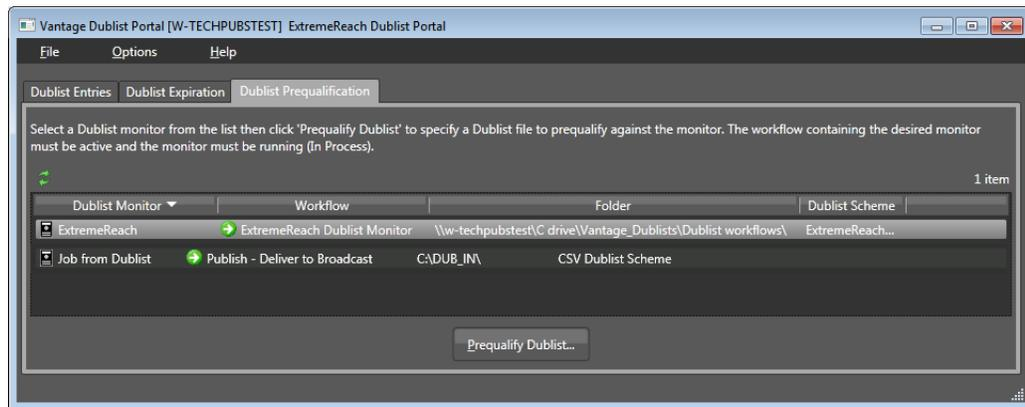 Vantage Dublist Portal [W-TECHPUBSTEST] ExtremeReach Dublist Portal
File Options Help
Dublist Entries Dublist Expiration Dublist Prequalification
Select a Dublist monitor from the list then click 'Prequalify Dublist' to specify a Dublist file to prequalify against the monitor. The workflow containing the desired monitor
must be active and the monitor must be running (In Process).
1 item
Dublist Monitor Workflow Folder Dublist Scheme
ExtremeReach ExtremeReach Dublist Monitor \\w-techpubstest\C drive\Vantage_Dublists\Dublist workflows\ ExtremeReach...
Job from Dublist Publish - Deliver to Broadcast C:\DUB_IN\ CSV Dublist Scheme
Prequalify Dublist...